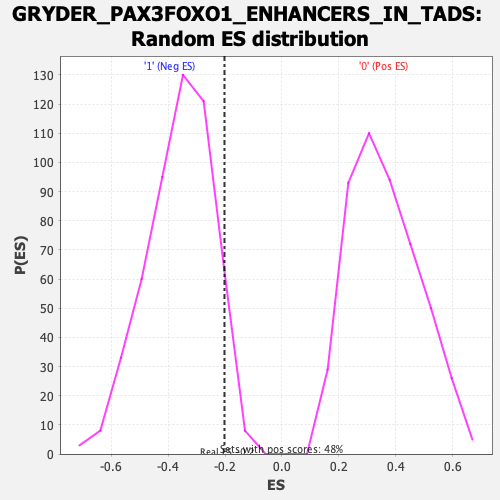 GRYDER_PAX3FOXO1_ENHANCERS_IN_TADS:
Random ES distribution
'1' (Neg ES)
'0' (Pos ES)
130
120
110
100
90
80
70
60
50
40
30
20
10
0
P(ES)
Sets with pos scores: 48%
Real
-0.6
-0.4
-0.2
0.0
0.2
0.4
0.6
ES